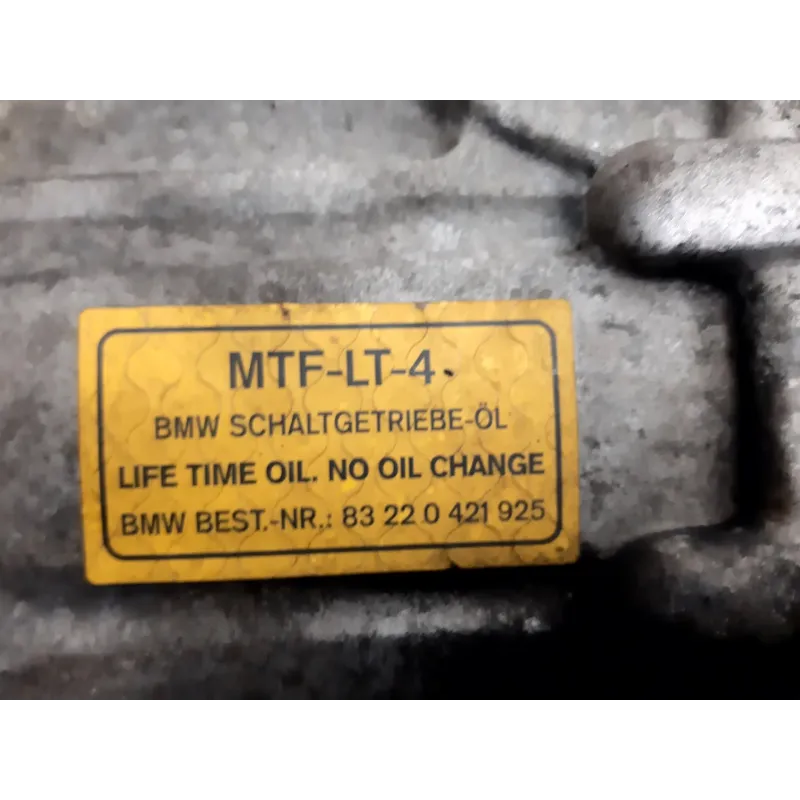 MTF-LT-4
BMW SCHALTGETRIEBE-ÖL
LIFE TIME OIL. NO OIL CHANGE
BMW BEST.-NR.: 83 22 0 421 925